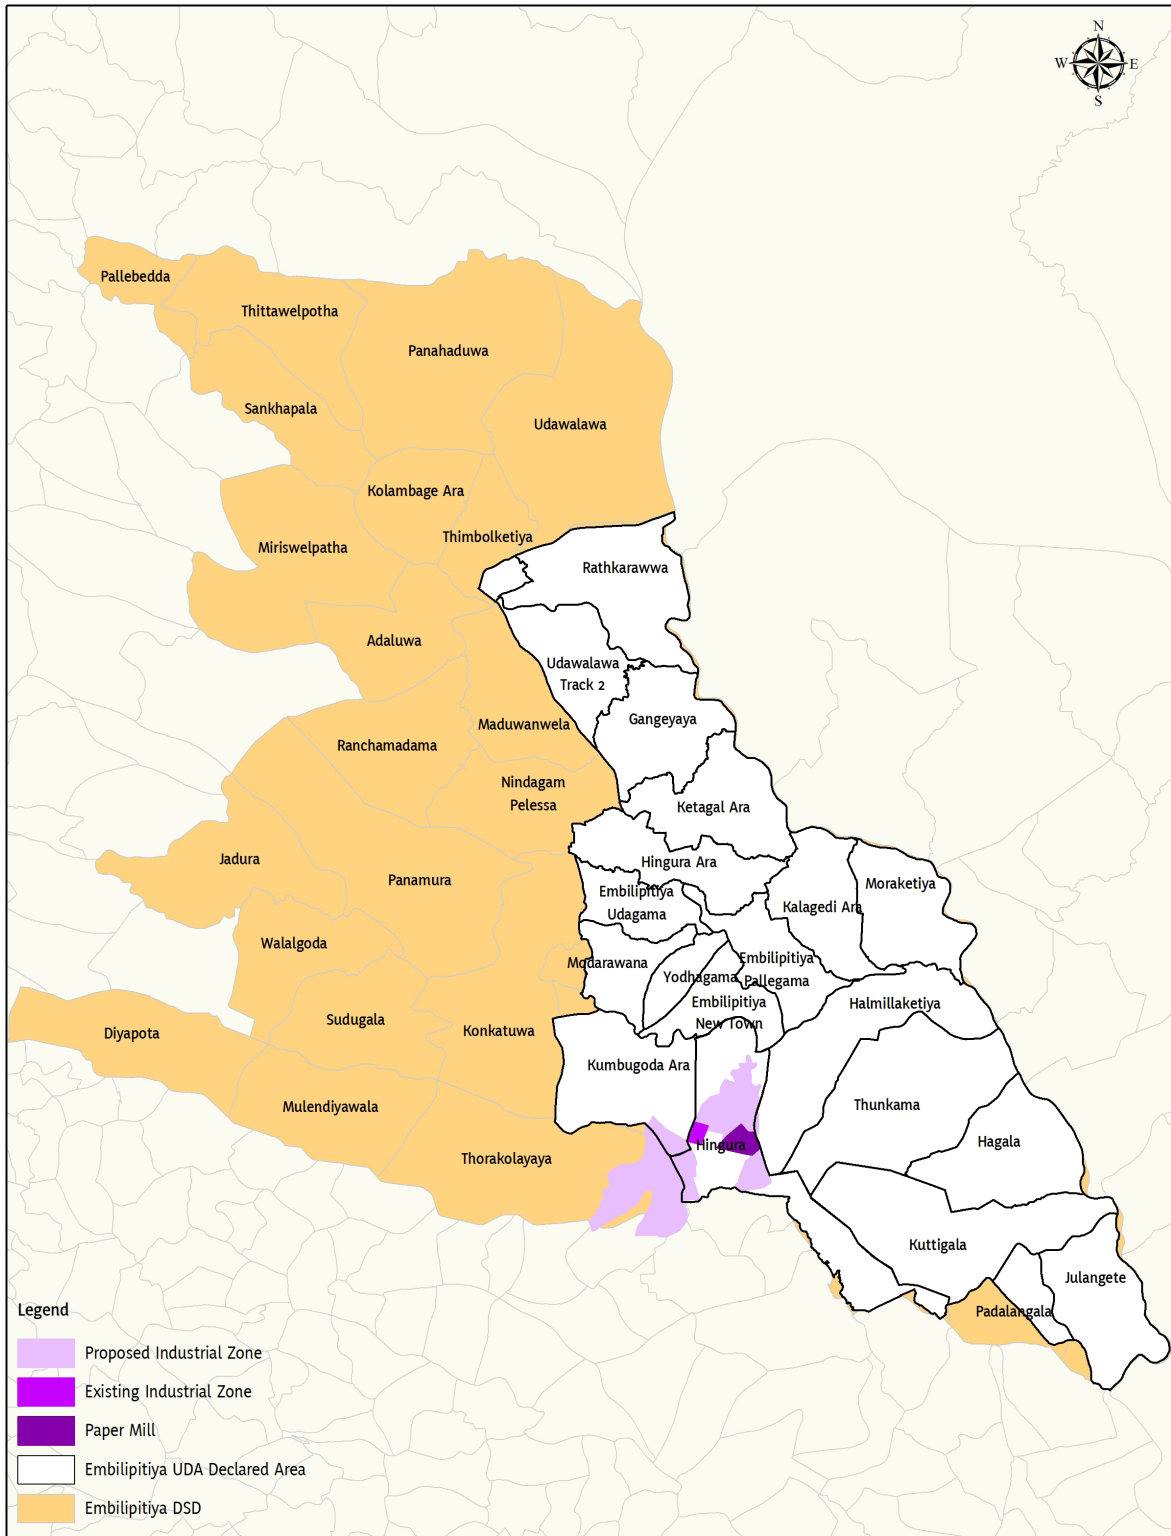 N
W E
S
Pallebedda
Thittawelpotha
Panahaduwa
Sankhapala
Udawalawa
Kolambage Ara
Thimbolketiya
Miriswelpatha
Rathkarawwa
Adaluwa
Udawalawa
Track 2
Gangeyaya
Maduwanwela
Ranchamadama
Nindagam
Pelessa
Ketagal Ara
Jadura
Hingura Ara
Panamura
Moraketiya
Embilipitiya
Udagama
Kalagedi Ara
Walalgoda
Modarawana
Yodhagama
Embilipitiya
Pallegama
Embilipitiya
New Town
Halmillaketiya
Diyapota
Sudugala
Konkatuwa
Kumbugoda Ara
Mulendiyawala
Thunkama
Hagala
Hingura
Thorakolayaya
Kuttigala
Julangete
Padalangala
Legend
Proposed Industrial Zone
Existing Industrial Zone
Paper Mill
Embilipitiya UDA Declared Area
Embilipitiya DSD